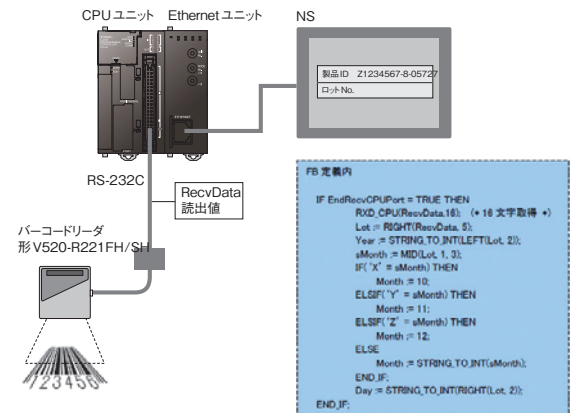 CPUユニット Ethernetユニット NS
製品ID Z1234567-8-05727
ロットNo.
RS-232C
RecvData
読出値
バーコードリーダ
形V520-R221FH/SH
123456
FB 定義内
IF EndRecvCPUPort = TRUE THEN
RXD_CPU(RecvData,16); (* 16 文字取得 *)
Lot := RIGHT(RecvData, 5);
Year := STRING_TO_INT(LEFT(Lot, 2));
sMonth := MID(Lot, 1, 3);
IF('X' = sMonth) THEN
Month := 10;
ELSIF('Y' = sMonth) THEN
Month := 11;
ELSIF('Z' = sMonth) THEN
Month := 12;
ELSE
Month := STRING_TO_INT(sMonth);
END_IF;
Day := STRING_TO_INT(RIGHT(Lot, 2));
END_IF;